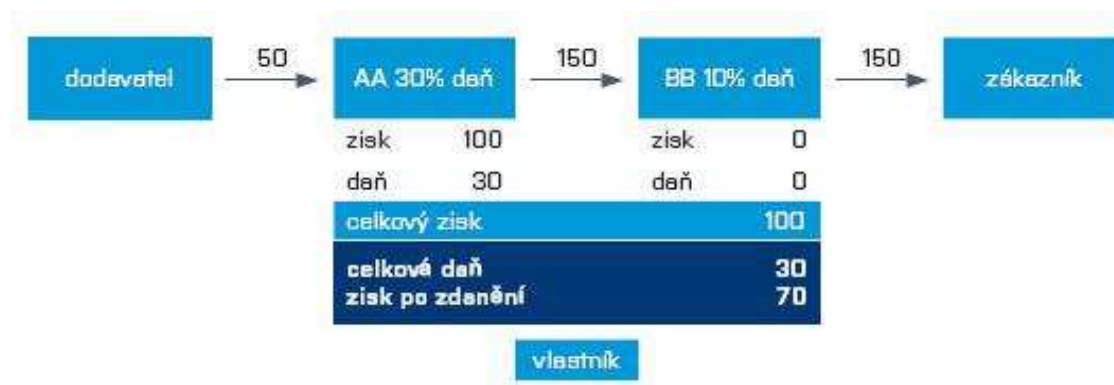 50 150 150
dodavatel AA 30% daň BB 10% daň zákazník
zisk 100 zisk 0
daň 30 daň 0
celkový zisk 100
celková daň 30
zisk po zdanění 70
vlastník